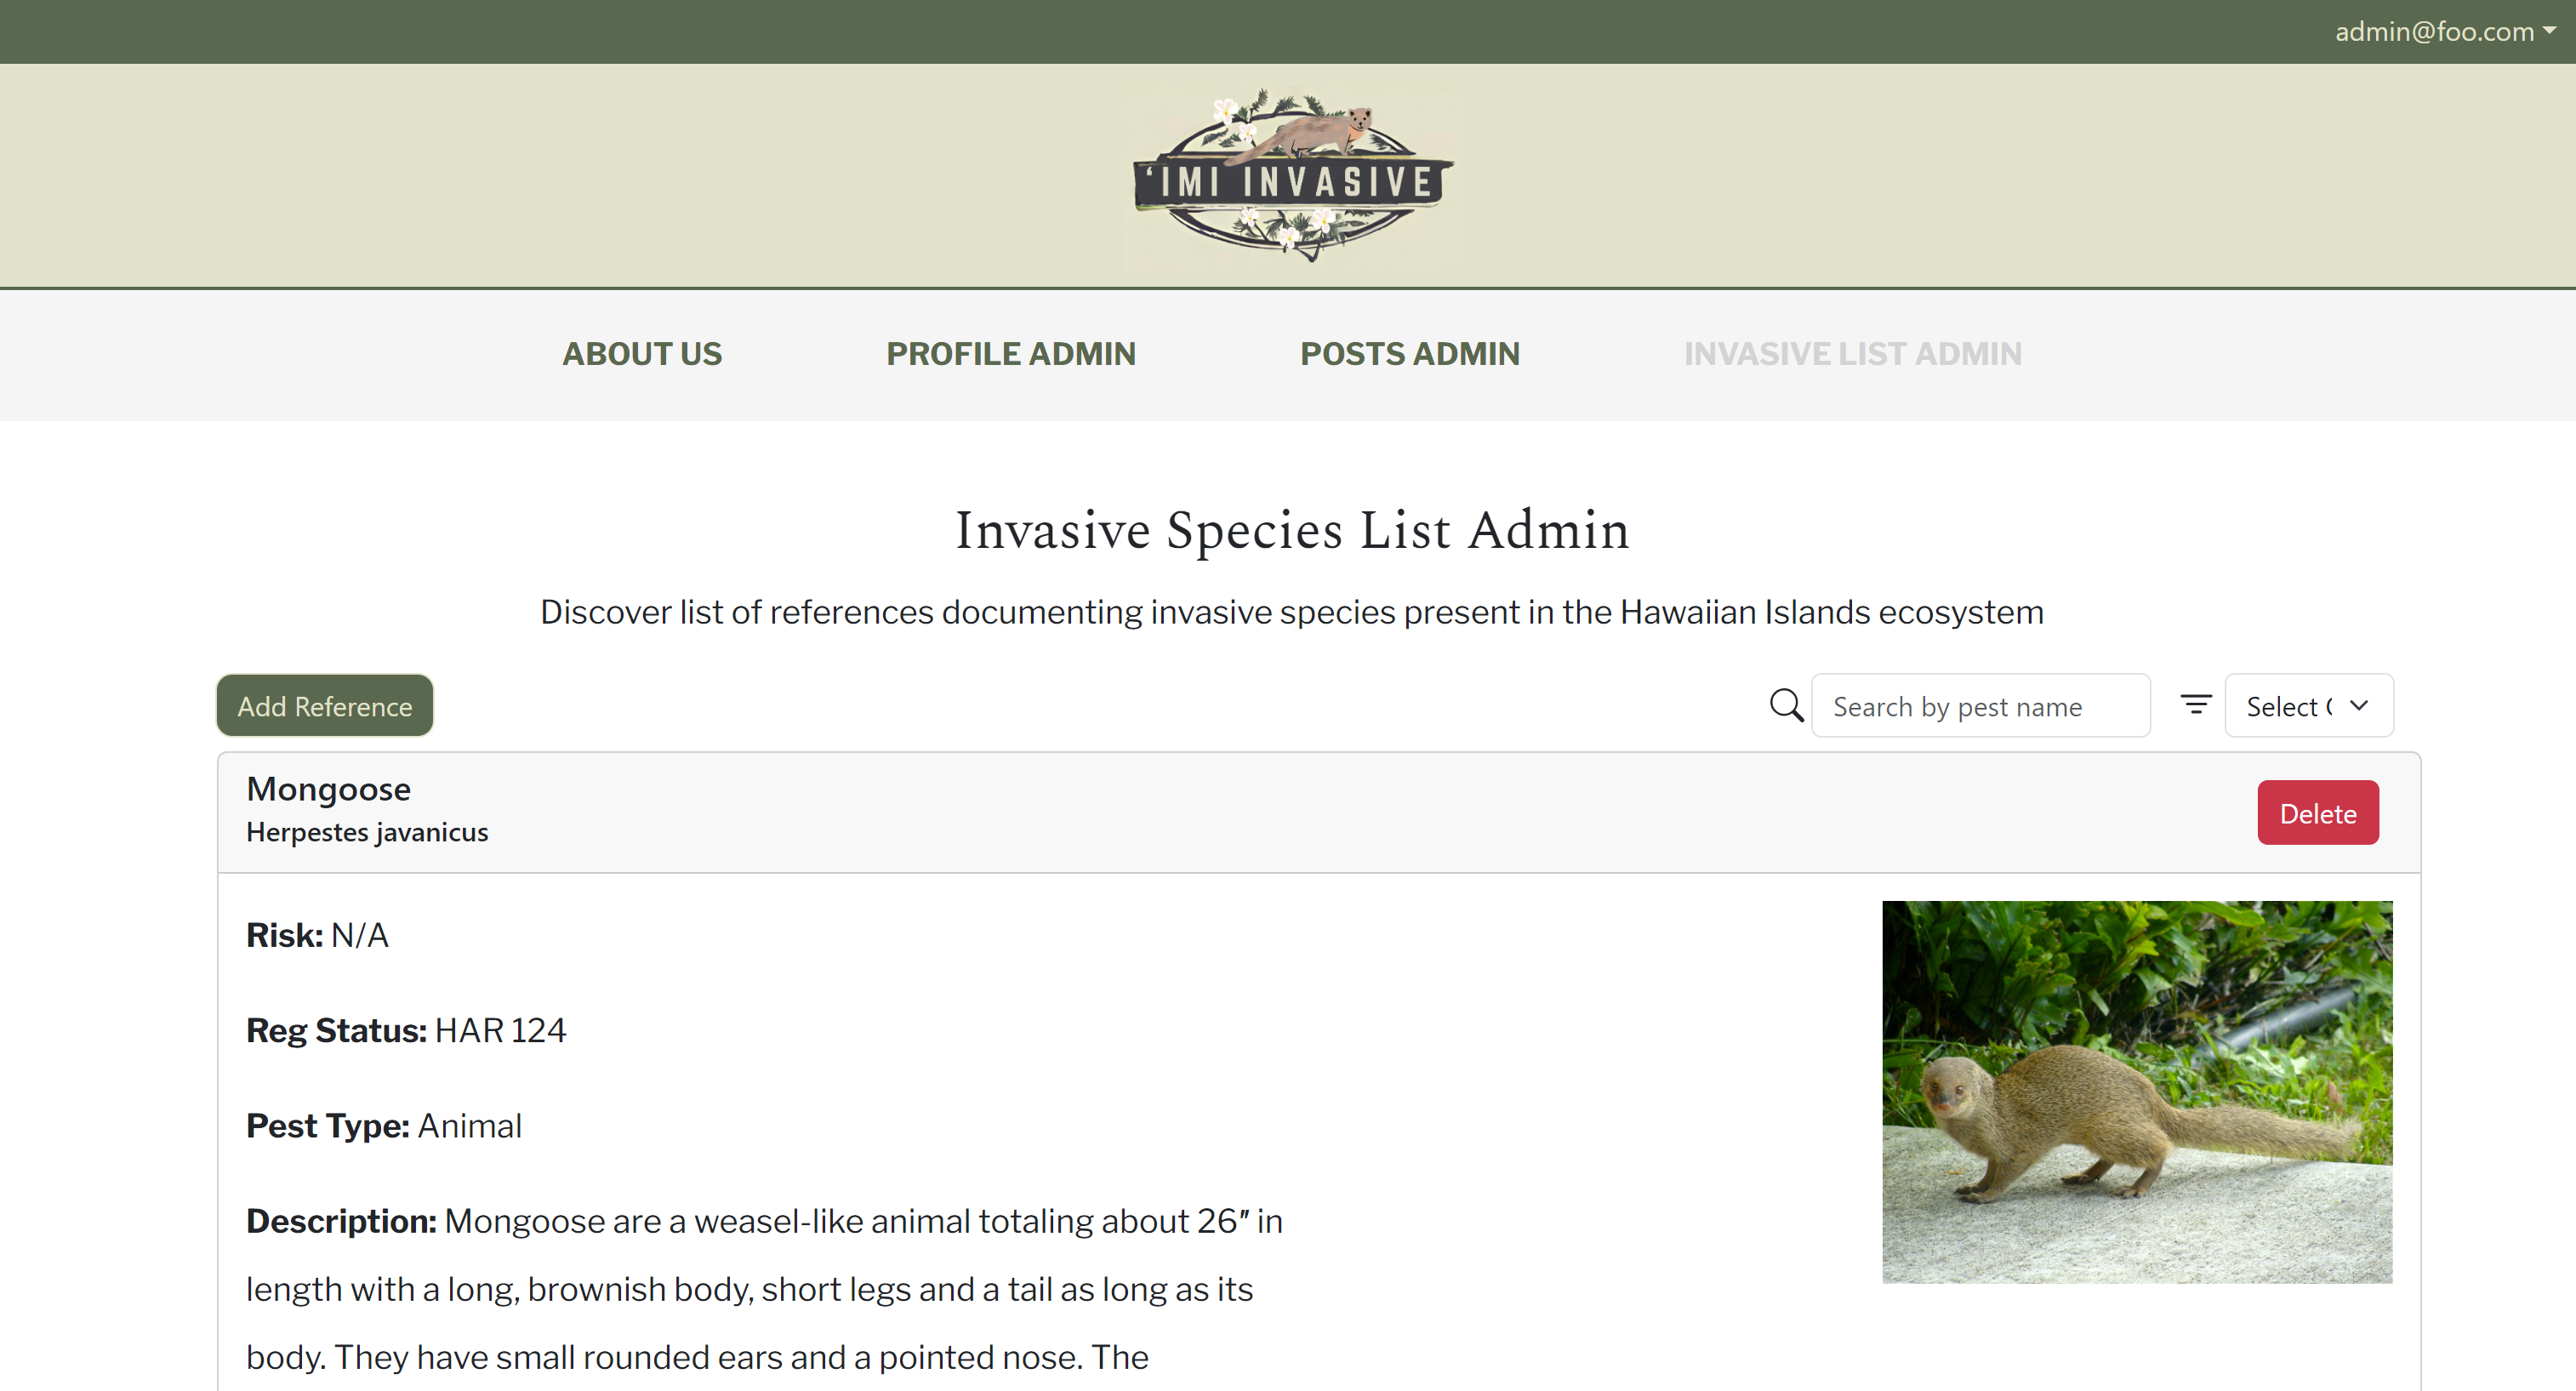 admin@foo.com
ʻIMI INVASIVE
ABOUT US
PROFILE ADMIN
POSTS ADMIN
INVASIVE LIST ADMIN
Invasive Species List Admin
Discover list of references documenting invasive species present in the Hawaiian Islands ecosystem
Add Reference
Search by pest name
Select
Mongoose
Herpestes javanicus
Delete
Risk: N/A
Reg Status: HAR 124
Pest Type: Animal
Description: Mongoose are a weasel-like animal totaling about 26″ in
length with a long, brownish body, short legs and a tail as long as its
body. They have small rounded ears and a pointed nose. The